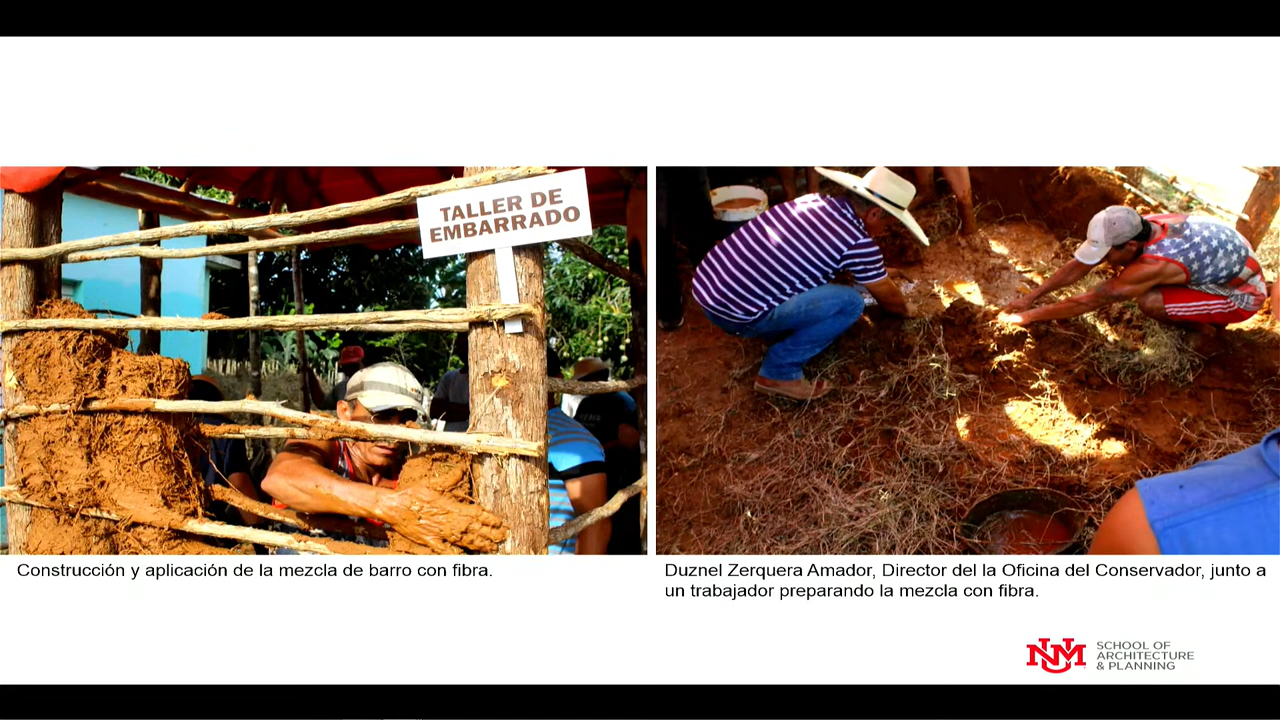 TALLER DE
EMBARRADO
Construcción y aplicación de la mezcla de barro con fibra.
Duznel Zerquera Amador, Director del la Oficina del Conservador, junto a
un trabajador preparando la mezcla con fibra.
UNM
SCHOOL OF
ARCHITECTURE
& PLANNING